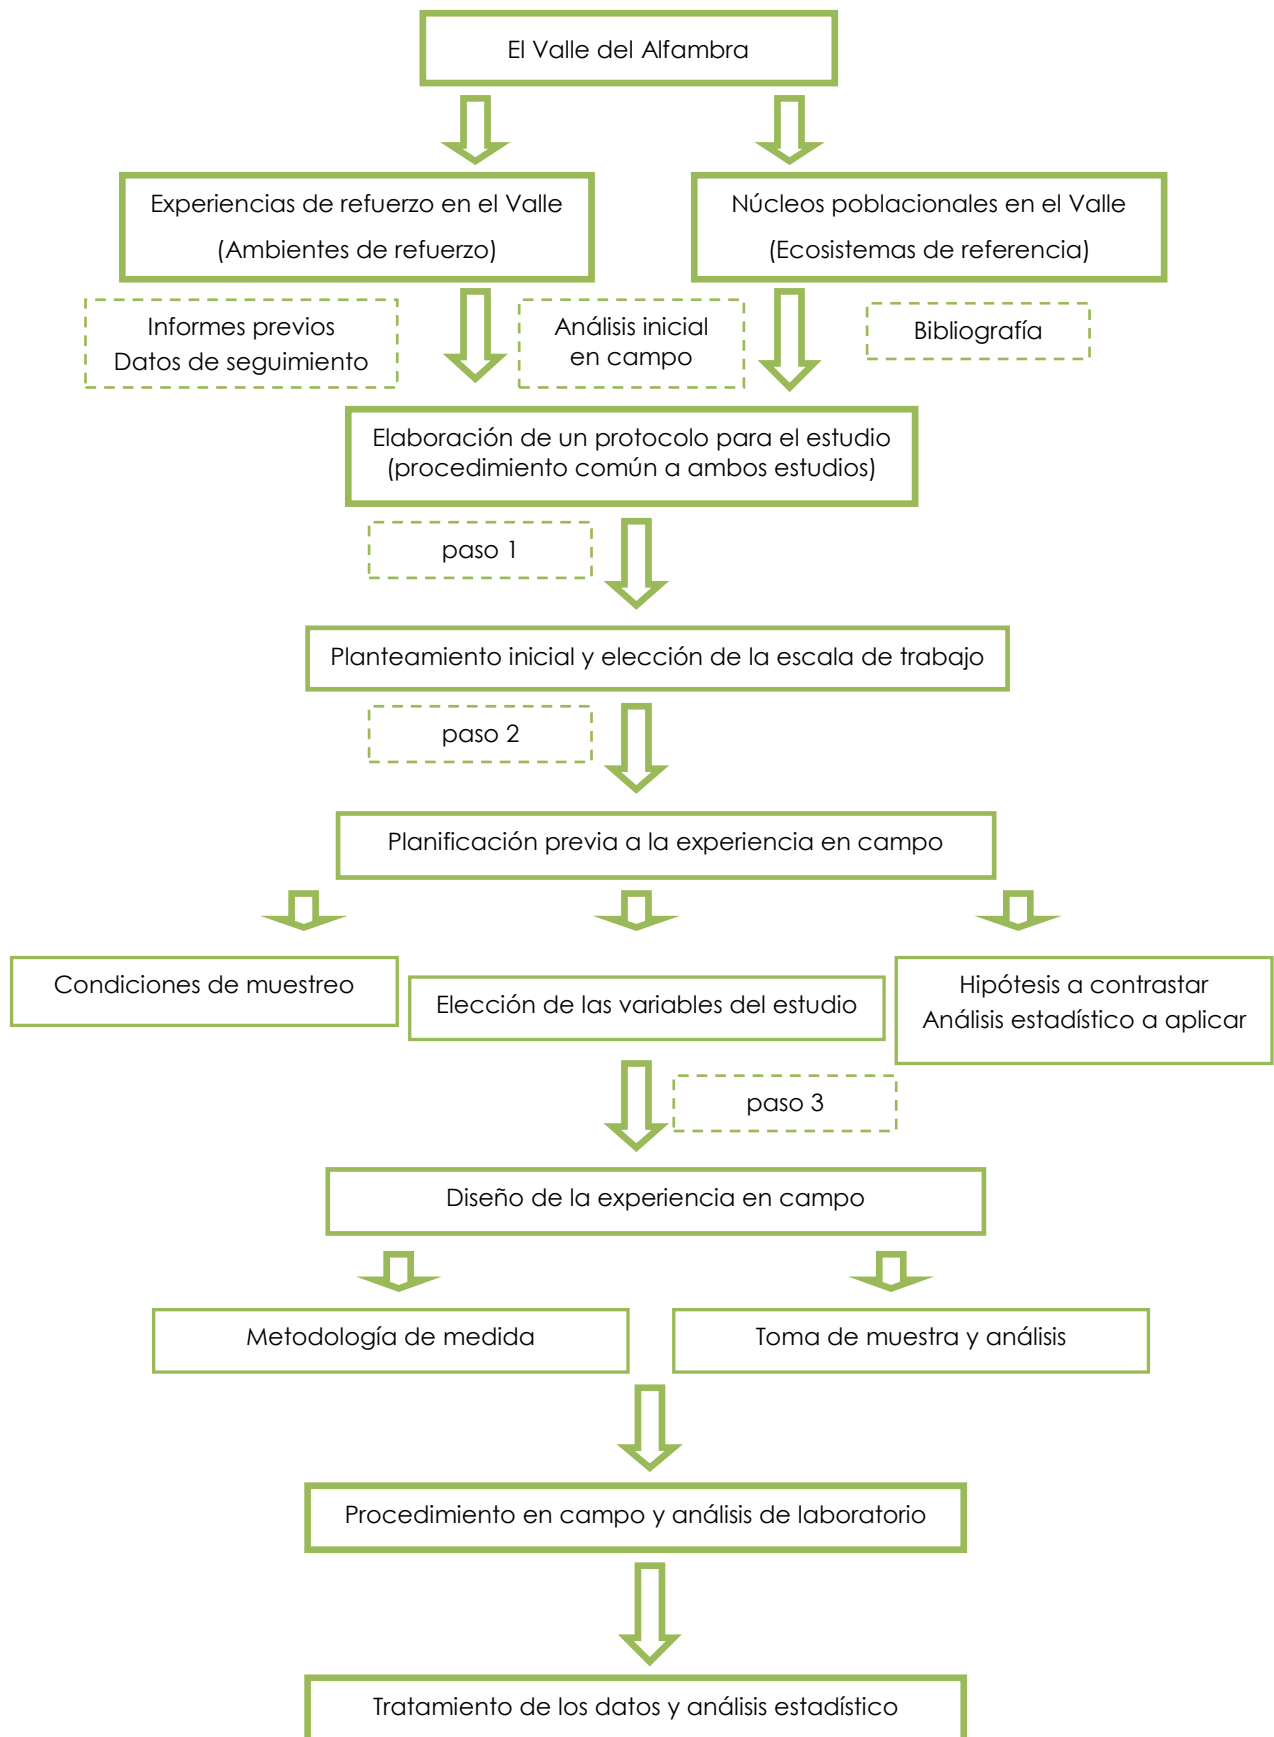 El Valle del Alfambra
Experiencias de refuerzo en el Valle
(Ambientes de refuerzo)
Núcleos poblacionales en el Valle
(Ecosistemas de referencia)
Informes previos
Datos de seguimiento
Análisis inicial
en campo
Bibliografía
Elaboración de un protocolo para el estudio
(procedimiento común a ambos estudios)
paso 1
Planteamiento inicial y elección de la escala de trabajo
paso 2
Planificación previa a la experiencia en campo
Condiciones de muestreo
Elección de las variables del estudio
Hipótesis a contrastar
Análisis estadístico a aplicar
paso 3
Diseño de la experiencia en campo
Metodología de medida
Toma de muestra y análisis
Procedimiento en campo y análisis de laboratorio
Tratamiento de los datos y análisis estadístico